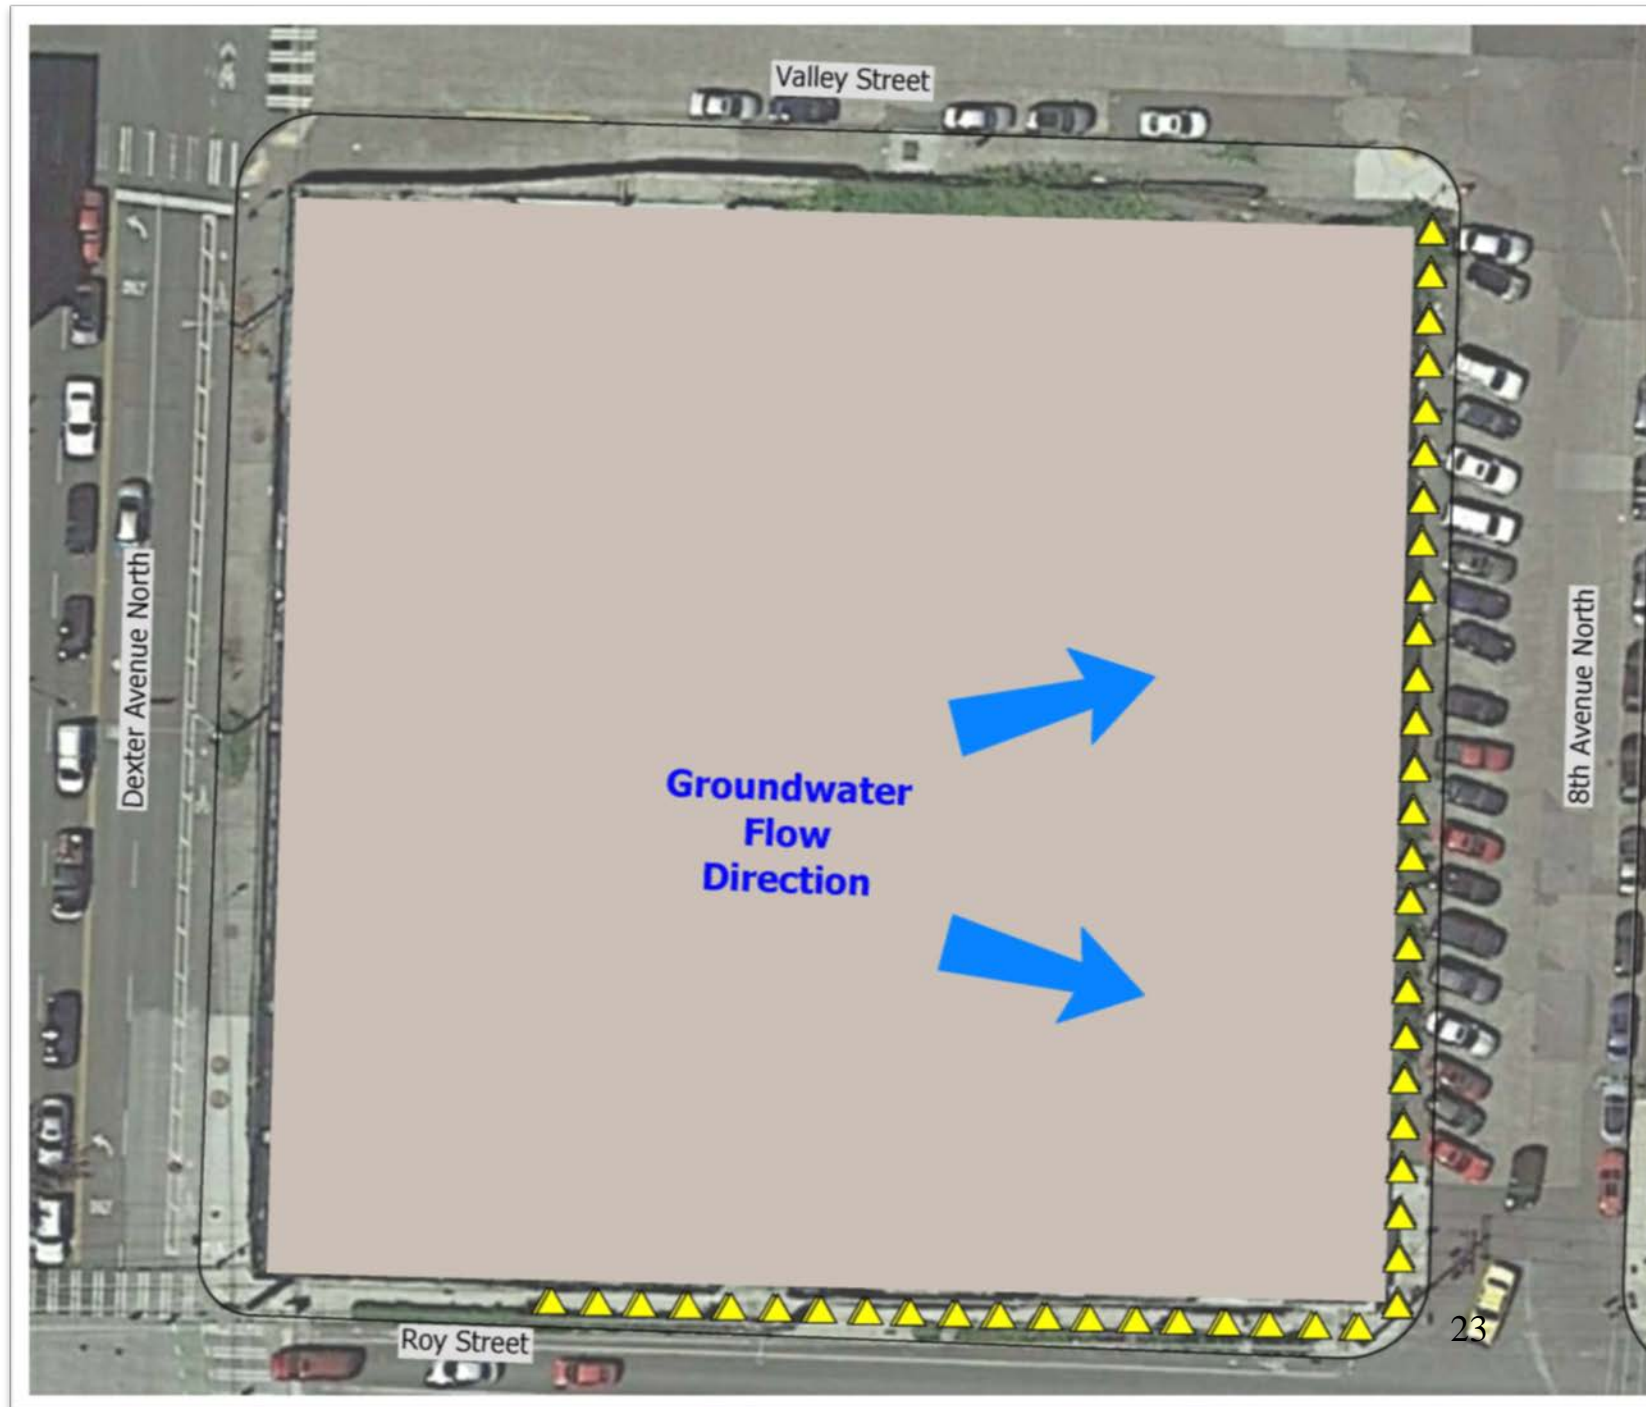 Valley Street
Dexter Avenue North
8th Avenue North
Groundwater
Flow
Direction
Roy Street
23